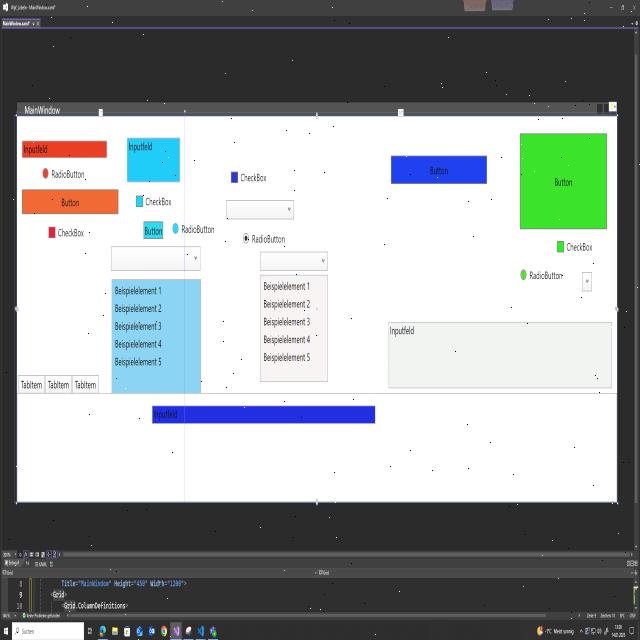 MainWindow
Inputfeld
Inputfeld
RadioButton
Button
CheckBox
CheckBox
Button
RadioButton
CheckBox
RadioButton
Button
Button
CheckBox
RadioButton
Beispielelement 1
Beispielelement 2
Beispielelement 3
Beispielelement 4
Beispielelement 5
Beispielelement 1
Beispielelement 2
Beispielelement 3
Beispielelement 4
Beispielelement 5
Inputfeld
TabItem TabItem TabItem
Inputfeld
8 Title="MainWindow" Height="450" Width="1200">
9 <Grid>
10 <Grid.ColumnDefinitions>
Suchen